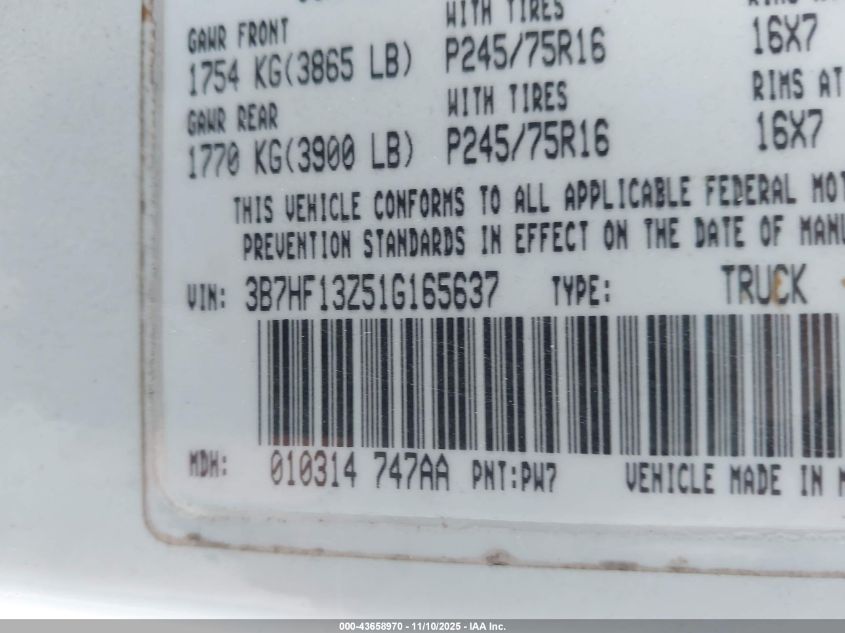 GAWR FRONT WITH TIRES
1754 KG(3865 LB) P245/75R16 16X7
GAWR REAR WITH TIRES RIMS AT
1770 KG(3900 LB) P245/75R16 16X7
THIS VEHICLE CONFORMS TO ALL APPLICABLE FEDERAL MOT
PREVENTION STANDARDS IN EFFECT ON THE DATE OF MANU
VIN: 3B7HF13Z51G165637 TYPE: TRUCK
MDH: 010314 747AA PNT:PW7 VEHICLE MADE IN M
000-43658970 - 11/10/2025 - IAA Inc.